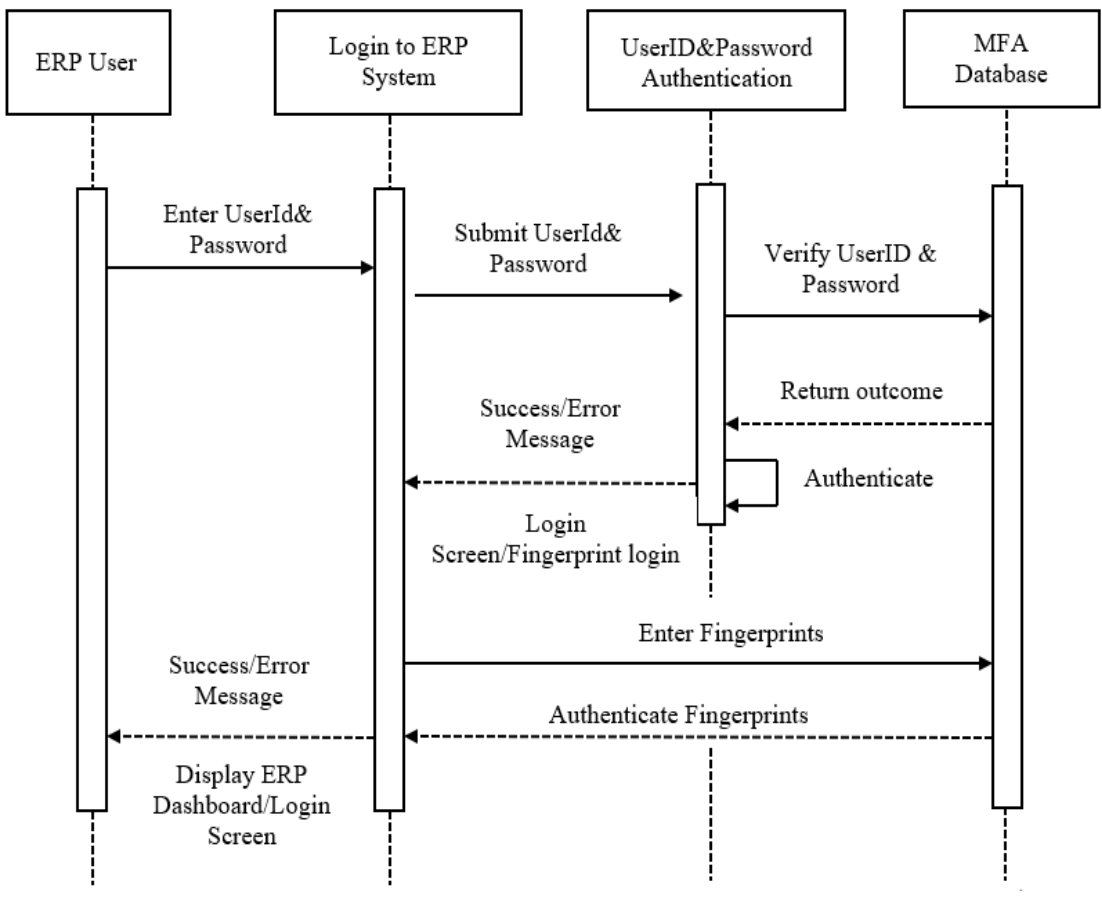 ERP User
Login to ERP
System
UserID&Password
Authentication
MFA
Database
Enter UserId&
Password
Submit UserId&
Password
Verify UserID &
Password
Return outcome
Success/Error
Message
Authenticate
Login
Screen/Fingerprint login
Enter Fingerprints
Success/Error
Message
Authenticate Fingerprints
Display ERP
Dashboard/Login
Screen